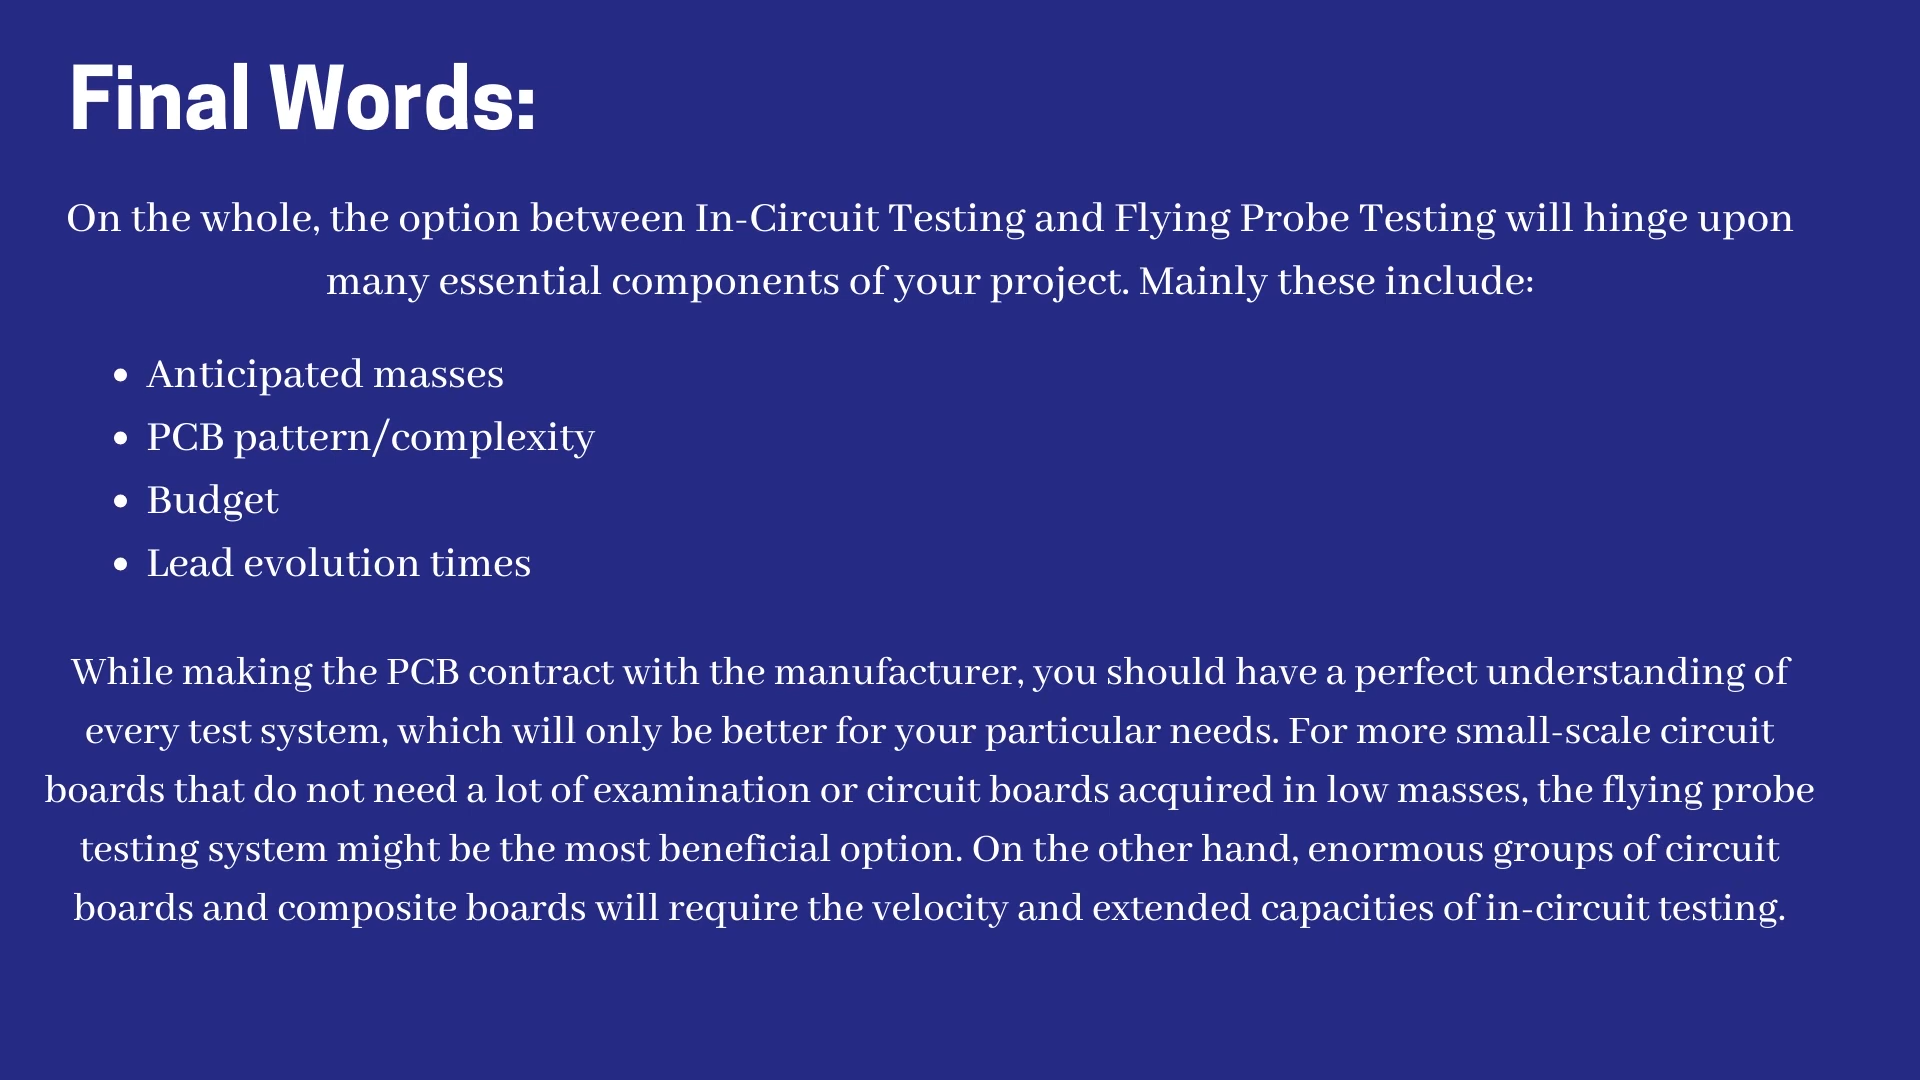 Final Words:
On the whole, the option between In-Circuit Testing and Flying Probe Testing will hinge upon
many essential components of your project. Mainly these include:
• Anticipated masses
• PCB pattern/complexity
• Budget
• Lead evolution times
While making the PCB contract with the manufacturer, you should have a perfect understanding of
every test system, which will only be better for your particular needs. For more small-scale circuit
boards that do not need a lot of examination or circuit boards acquired in low masses, the flying probe
testing system might be the most beneficial option. On the other hand, enormous groups of circuit
boards and composite boards will require the velocity and extended capacities of in-circuit testing.